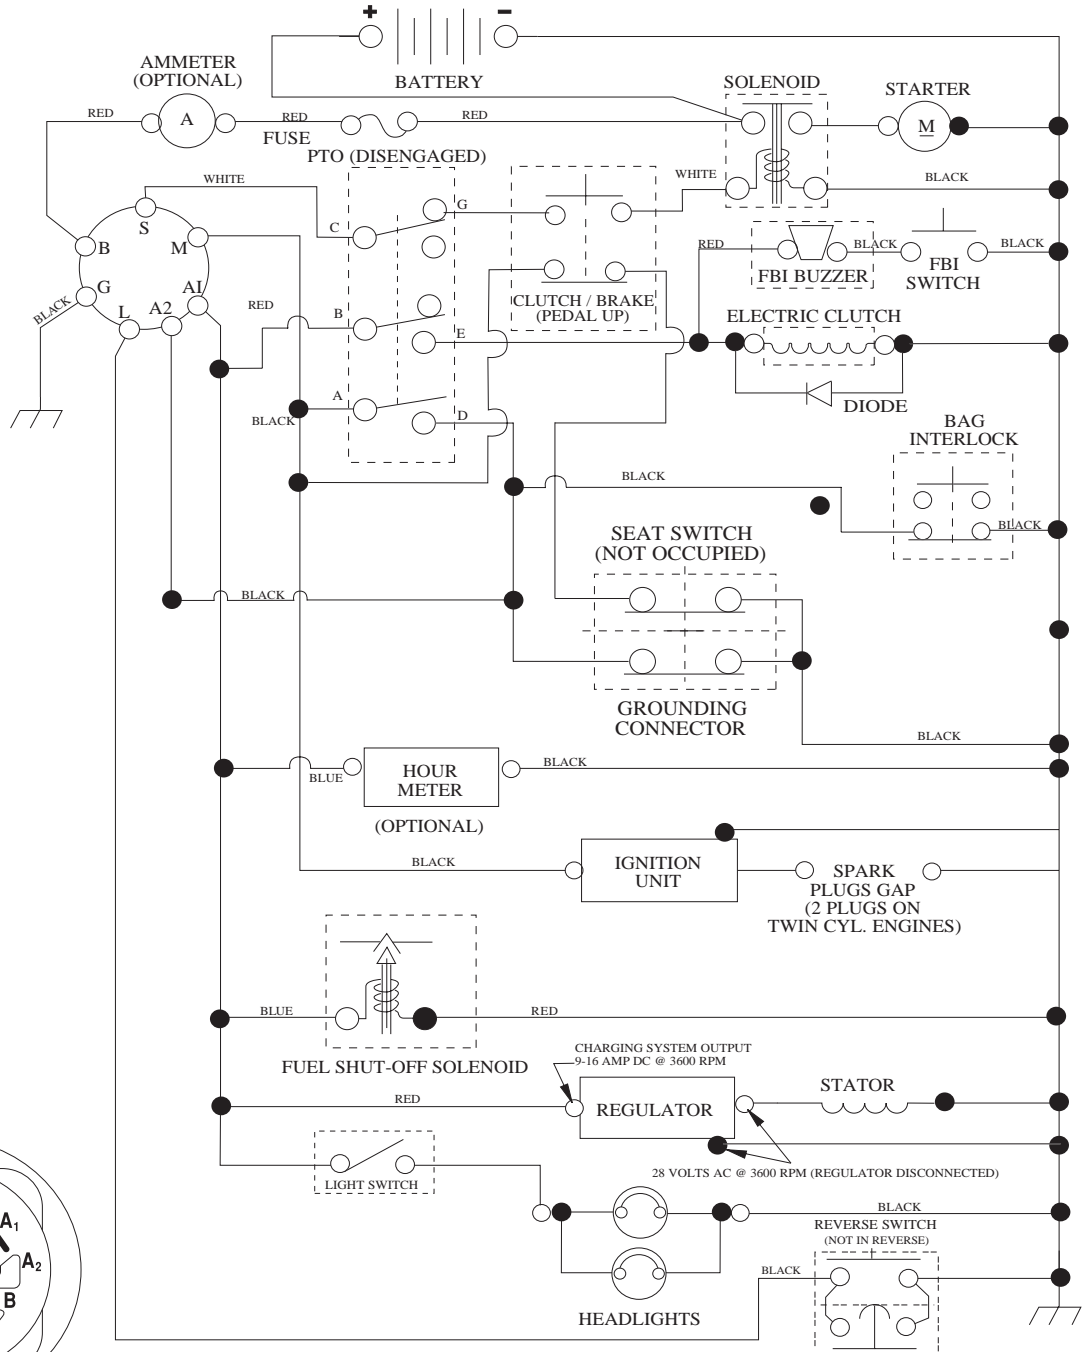 +
−
BATTERY
AMMETER
(OPTIONAL)
SOLENOID
STARTER
RED
A
RED
FUSE
RED
M
PTO (DISENGAGED)
WHITE
WHITE
BLACK
S
M
B
G
L
A2
A1
BLACK
RED
C
G
B
E
A
D
BLACK
CLUTCH / BRAKE
(PEDAL UP)
RED
BLACK
BLACK
FBI BUZZER
FBI
SWITCH
ELECTRIC CLUTCH
DIODE
BAG
INTERLOCK
BLACK
BLACK
SEAT SWITCH
(NOT OCCUPIED)
BLACK
GROUNDING
CONNECTOR
BLACK
BLUE
HOUR
METER
BLACK
(OPTIONAL)
BLACK
IGNITION
UNIT
SPARK
PLUGS GAP
(2 PLUGS ON
TWIN CYL. ENGINES)
BLUE
RED
FUEL SHUT-OFF SOLENOID
CHARGING SYSTEM OUTPUT
9-16 AMP DC @ 3600 RPM
RED
REGULATOR
STATOR
LIGHT SWITCH
28 VOLTS AC @ 3600 RPM (REGULATOR DISCONNECTED)
BLACK
REVERSE SWITCH
(NOT IN REVERSE)
BLACK
HEADLIGHTS
A1
A2
B